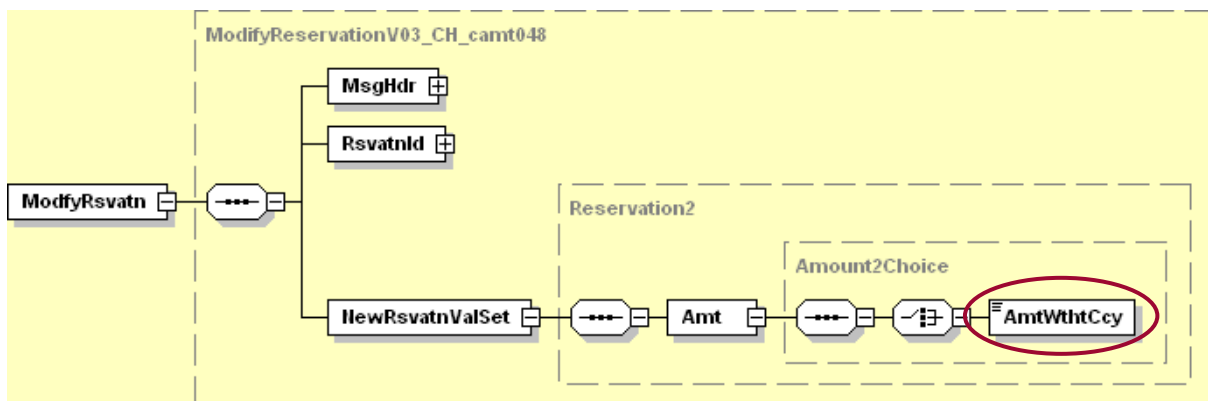 ModifyReservationV03_CH_camt048
MsgHdr
RsvatnId
ModfyRsvatn
Reservation2
Amount2Choice
NewRsvatnValSet
Amt
AmtWthtCcy